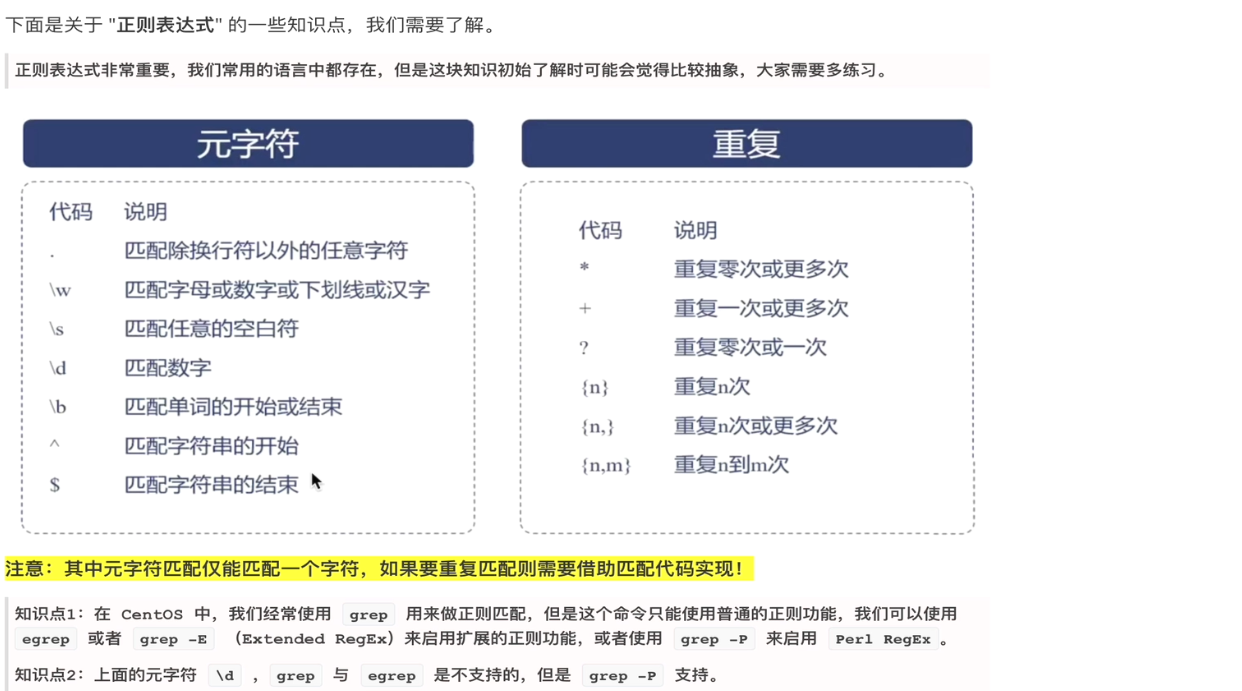 下面是关于 "正则表达式" 的一些知识点，我们需要了解。
正则表达式非常重要，我们常用的语言中都存在，但是这块知识初始了解时可能会觉得比较抽象，大家需要多练习。
元字符
代码 说明
. 匹配除换行符以外的任意字符
\w 匹配字母或数字或下划线或汉字
\s 匹配任意的空白符
\d 匹配数字
\b 匹配单词的开始或结束
^ 匹配字符串的开始
$ 匹配字符串的结束
重复
代码 说明
* 重复零次或更多次
+ 重复一次或更多次
? 重复零次或一次
{n} 重复n次
{n,} 重复n次或更多次
{n,m} 重复n到m次
注意：其中元字符匹配仅能匹配一个字符，如果要重复匹配则需要借助匹配代码实现！
知识点1：在 CentOS 中，我们经常使用 grep 用来做正则匹配，但是这个命令只能使用普通的正则功能，我们可以使用
egrep 或者 grep -E （Extended RegEx）来启用扩展的正则功能，或者使用 grep -P 来启用 Perl RegEx。
知识点2：上面的元字符 \d ，grep 与 egrep 是不支持的，但是 grep -P 支持。